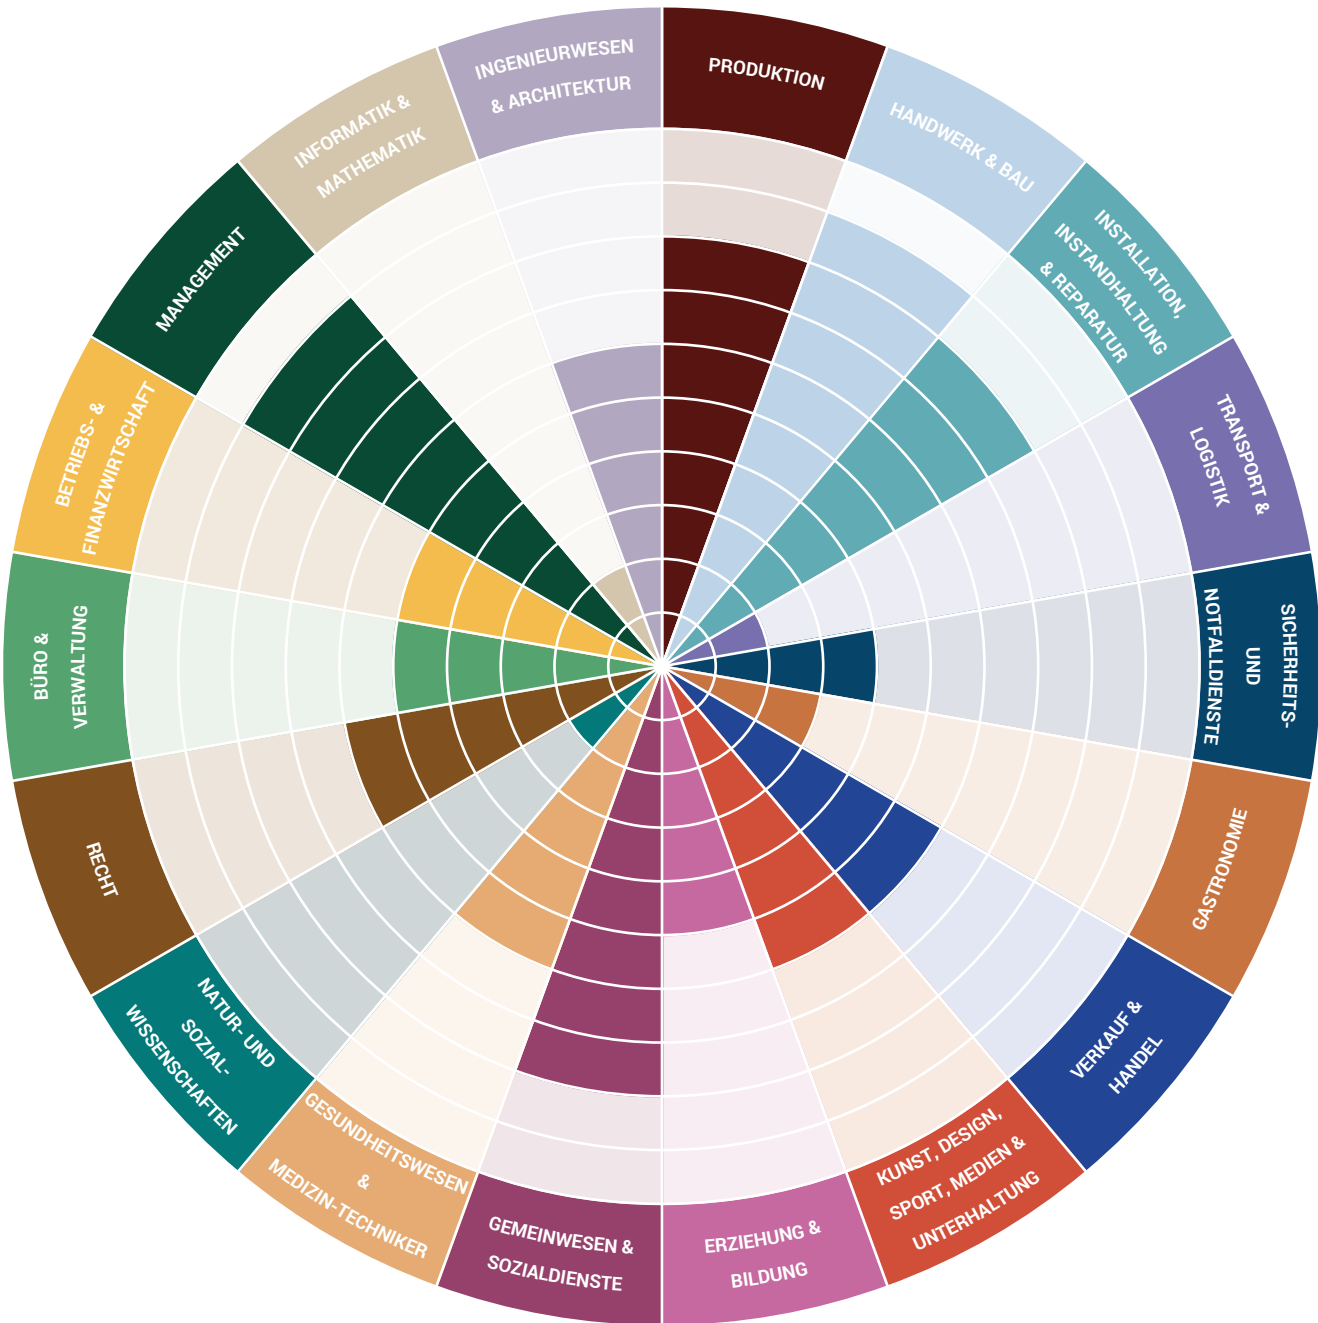 PRODUKTION
HANDWERK & BAU
INSTALLATION,
INSTANDHALTUNG
& REPARATUR
TRANSPORT &
LOGISTIK
SICHERHEITS-
UND
NOTFALLDIENSTE
GASTRONOMIE
VERKAUF &
HANDEL
KUNST, DESIGN,
SPORT, MEDIEN &
UNTERHALTUNG
ERZIEHUNG &
BILDUNG
GEMEINWESEN &
SOZIALDIENSTE
GESUNDHEITSWESEN
&
MEDIZIN-TECHNIKER
NATUR- UND
SOZIAL-
WISSENSCHAFTEN
RECHT
BÜRO &
VERWALTUNG
BETRIEBS- &
FINANZWIRTSCHAFT
MANAGEMENT
INFORMATIK &
MATHEMATIK
INGENIEURWESEN
& ARCHITEKTUR